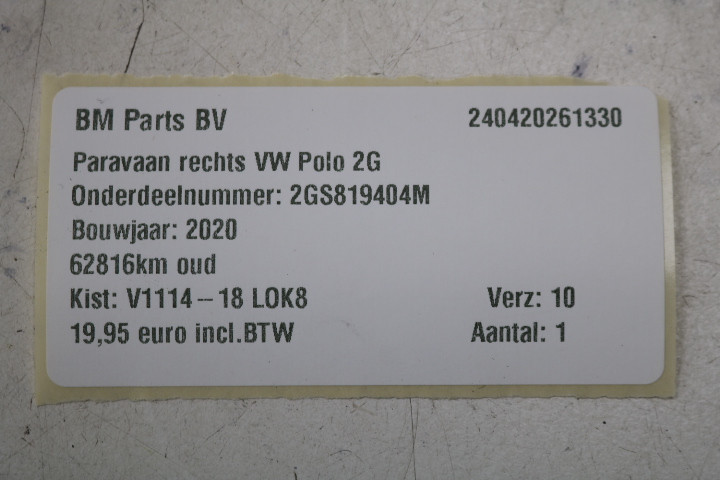 BM Parts BV 240420261330
Paravaan rechts VW Polo 2G
Onderdeelnummer: 2GS819404M
Bouwjaar: 2020
62816km oud
Kist: V1114 - 18 LOK8 Verz: 10
19,95 euro incl.BTW Aantal: 1